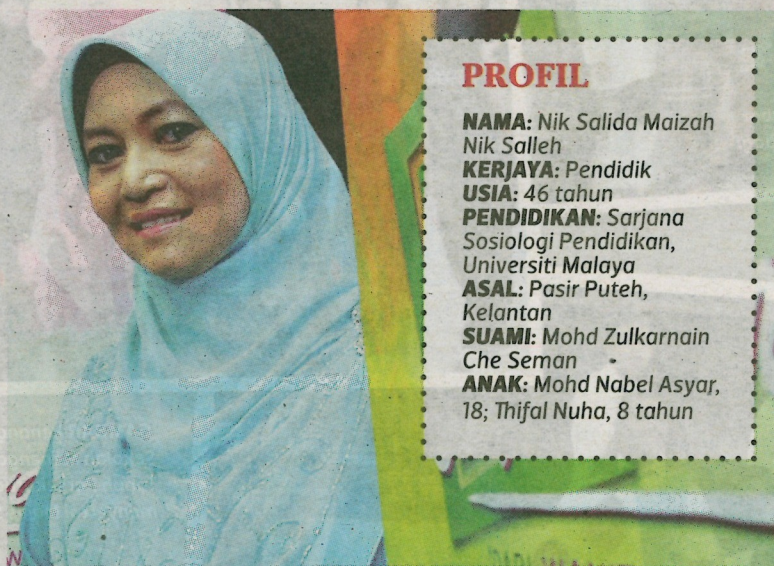 PROFIL
NAMA: Nik Salida Maizah
Nik Salleh
KERJAYA: Pendidik
USIA: 46 tahun
PENDIDIKAN: Sarjana
Sosiologi Pendidikan,
Universiti Malaya
ASAL: Pasir Puteh,
Kelantan
SUAMI: Mohd Zulkarnain
Che Seman
ANAK: Mohd Nabel Asyar,
18; Thifal Nuha, 8 tahun